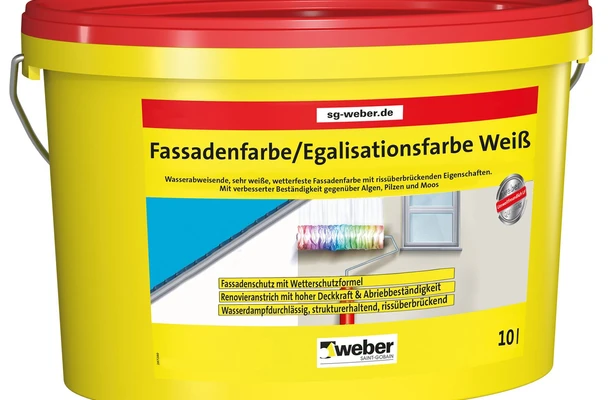 sg-weber.de
Fassadenfarbe/Egalisationsfarbe Weiß
Wasserabweisende, sehr weiße, wetterfeste Fassadenfarbe mit rissüberbrückenden Eigenschaften.
Mit verbesserter Beständigkeit gegenüber Algen, Pilzen und Moos
Fassadenschutz mit Wetterschutzformel
Renovieranstrich mit hoher Deckkraft & Abriebbeständigkeit
Wasserdampfdurchlässig, strukturerhaltend, rissüberbrückend
weber
SAINT-GOBAIN
10 l